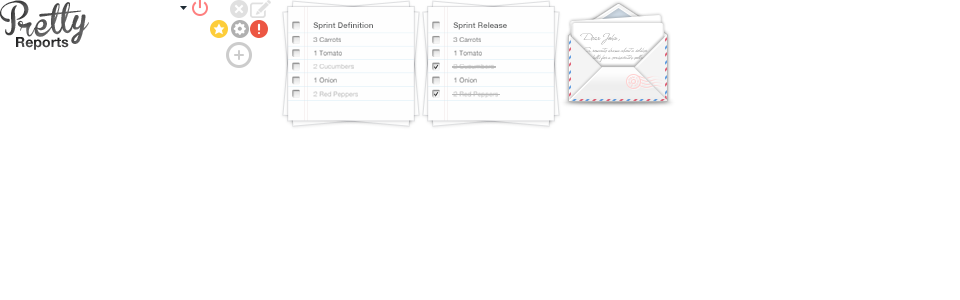 Pretty
Reports
Sprint Definition
3 Carrots
1 Tomato
2 Cucumbers
1 Onion
2 Red Peppers
Sprint Release
3 Carrots
1 Tomato
2 Cucumbers
1 Onion
2 Red Peppers
Dear John,